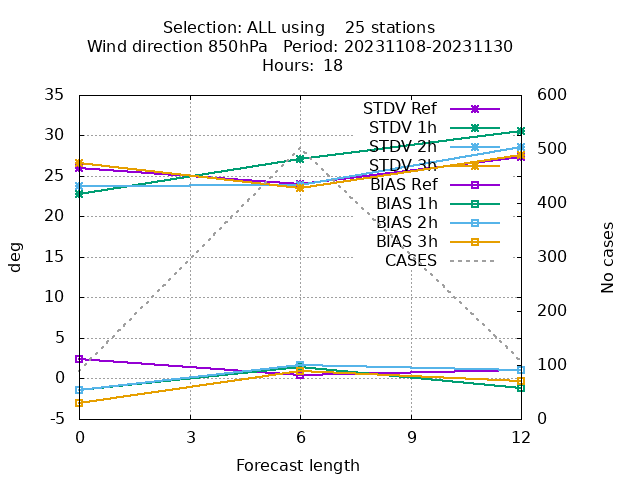 Selection: ALL using    25 stations
Wind direction 850hPa   Period: 20231108-20231130
Hours: 18
35
30
25
20
15
10
5
0
-5
deg
600
500
400
300
200
100
0
No cases
STDV Ref
STDV 1h
STDV 2h
STDV 3h
BIAS Ref
BIAS 1h
BIAS 2h
BIAS 3h
CASES
0 3 6 9 12
Forecast length